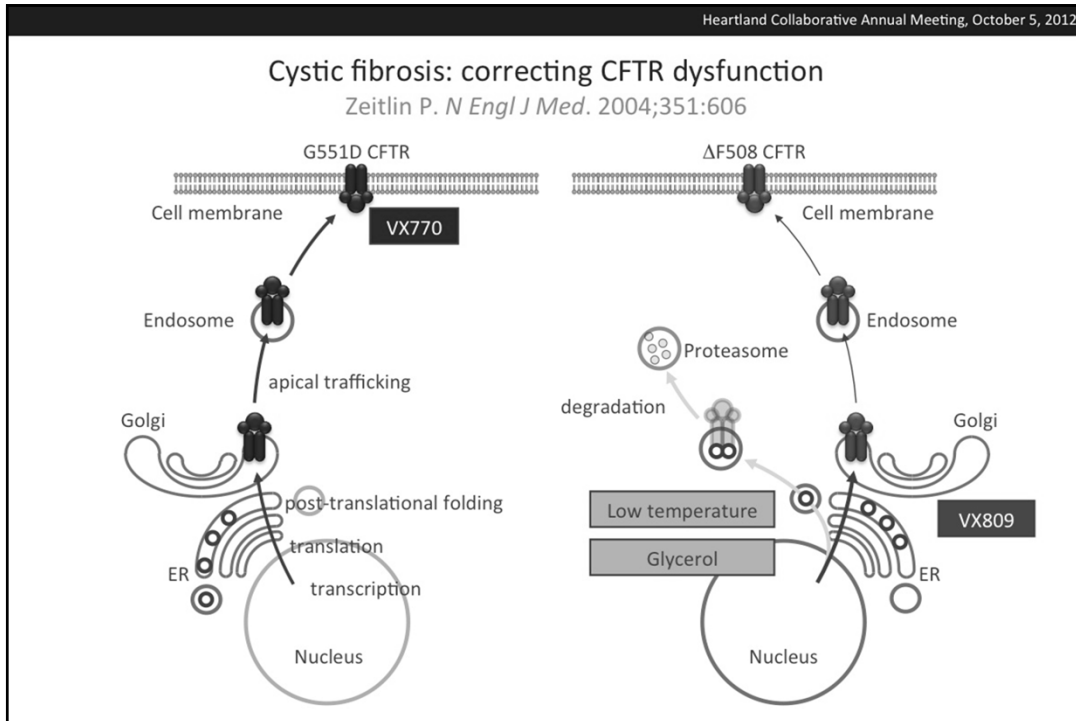 Heartland Collaborative Annual Meeting, October 5, 2012
Cystic fibrosis: correcting CFTR dysfunction
Zeitlin P. N Engl J Med. 2004;351:606
G551D CFTR
Cell membrane
VX770
Endosome
apical trafficking
Golgi
post-translational folding
translation
ER
transcription
Nucleus
ΔF508 CFTR
Cell membrane
Endosome
Proteasome
degradation
Golgi
Low temperature
VX809
Glycerol
ER
Nucleus